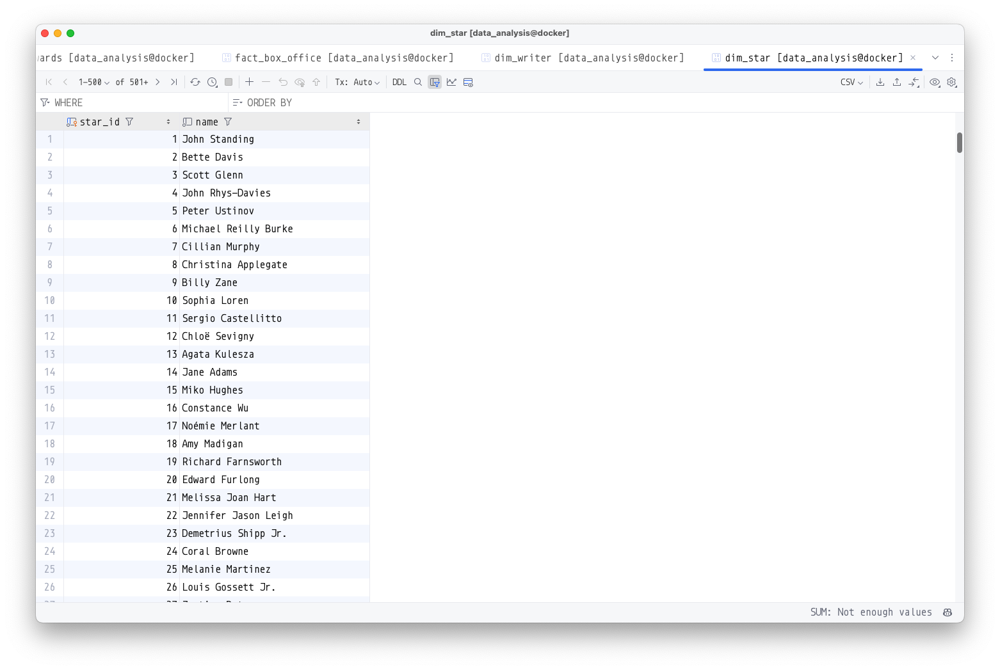 dim_star [data_analysis@docker]
ards [data_analysis@docker] fact_box_office [data_analysis@docker] dim_writer [data_analysis@docker] dim_star [data_analysis@docker]
1-500 of 501+ Tx: Auto DDL CSV
WHERE ORDER BY
star_id name
1 1 John Standing
2 2 Bette Davis
3 3 Scott Glenn
4 4 John Rhys-Davies
5 5 Peter Ustinov
6 6 Michael Reilly Burke
7 7 Cillian Murphy
8 8 Christina Applegate
9 9 Billy Zane
10 10 Sophia Loren
11 11 Sergio Castellitto
12 12 Chloë Sevigny
13 13 Agata Kulesza
14 14 Jane Adams
15 15 Miko Hughes
16 16 Constance Wu
17 17 Noémie Merlant
18 18 Amy Madigan
19 19 Richard Farnsworth
20 20 Edward Furlong
21 21 Melissa Joan Hart
22 22 Jennifer Jason Leigh
23 23 Demetrius Shipp Jr.
24 24 Coral Browne
25 25 Melanie Martinez
26 26 Louis Gossett Jr.
SUM: Not enough values